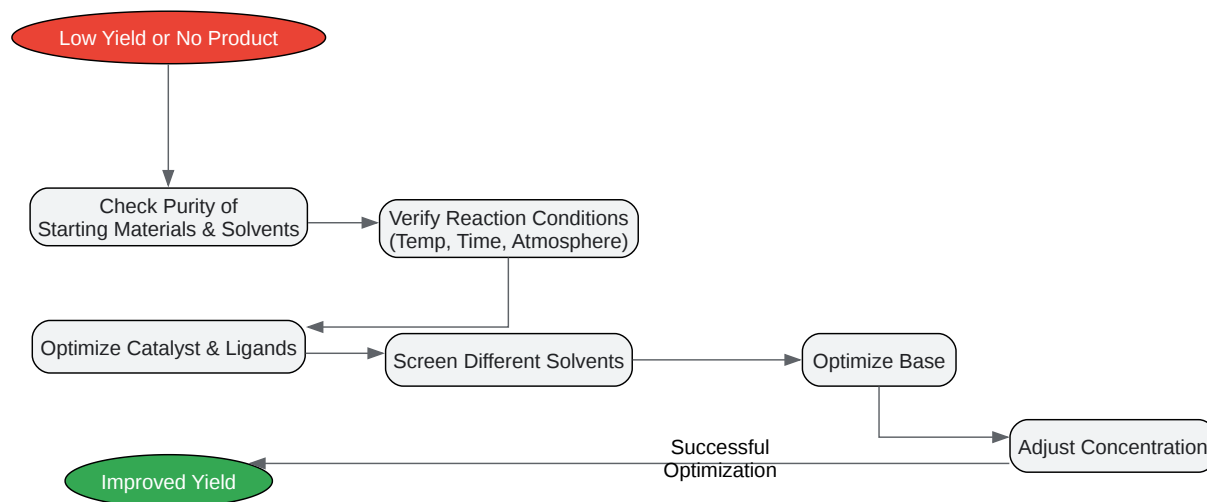 Low Yield or No Product
Check Purity of
Starting Materials & Solvents
Verify Reaction Conditions
(Temp, Time, Atmosphere)
Optimize Catalyst & Ligands
Screen Different Solvents
Optimize Base
Adjust Concentration
Successful
Optimization
Improved Yield